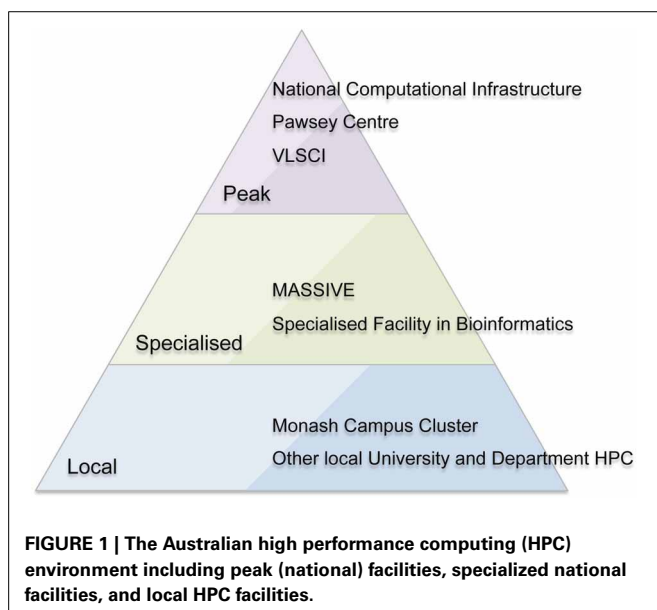 National Computational Infrastructure
Pawsey Centre
VLSCI
Peak
MASSIVE
Specialised Facility in Bioinformatics
Specialised
Monash Campus Cluster
Other local University and Department HPC
Local
FIGURE 1 | The Australian high performance computing (HPC)
environment including peak (national) facilities, specialized national
facilities, and local HPC facilities.